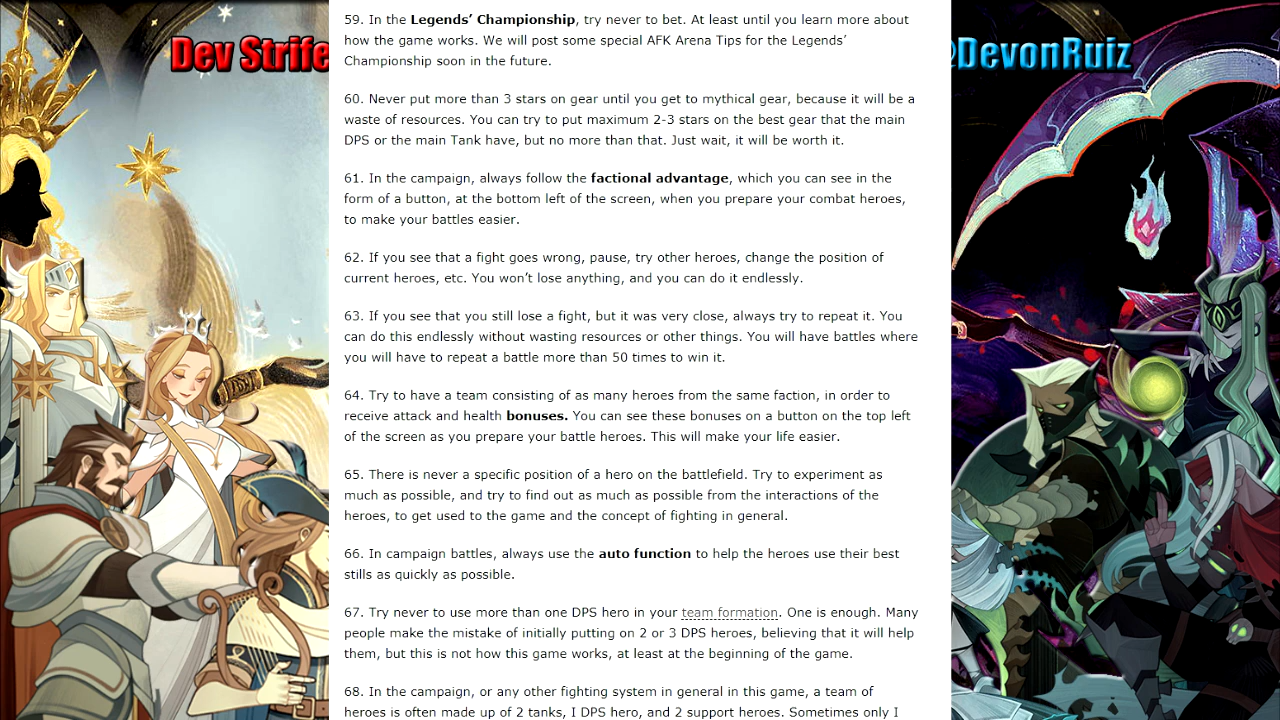 Dev Strife
@DevonRuiz
59. In the Legends’ Championship, try never to bet. At least until you learn more about
how the game works. We will post some special AFK Arena Tips for the Legends’
Championship soon in the future.
60. Never put more than 3 stars on gear until you get to mythical gear, because it will be a
waste of resources. You can try to put maximum 2-3 stars on the best gear that the main
DPS or the main Tank have, but no more than that. Just wait, it will be worth it.
61. In the campaign, always follow the factional advantage, which you can see in the
form of a button, at the bottom left of the screen, when you prepare your combat heroes,
to make your battles easier.
62. If you see that a fight goes wrong, pause, try other heroes, change the position of
current heroes, etc. You won’t lose anything, and you can do it endlessly.
63. If you see that you still lose a fight, but it was very close, always try to repeat it. You
can do this endlessly without wasting resources or other things. You will have battles where
you will have to repeat a battle more than 50 times to win it.
64. Try to have a team consisting of as many heroes from the same faction, in order to
receive attack and health bonuses. You can see these bonuses on a button on the top left
of the screen as you prepare your battle heroes. This will make your life easier.
65. There is never a specific position of a hero on the battlefield. Try to experiment as
much as possible, and try to find out as much as possible from the interactions of the
heroes, to get used to the game and the concept of fighting in general.
66. In campaign battles, always use the auto function to help the heroes use their best
stills as quickly as possible.
67. Try never to use more than one DPS hero in your team formation. One is enough. Many
people make the mistake of initially putting on 2 or 3 DPS heroes, believing that it will help
them, but this is not how this game works, at least at the beginning of the game.
68. In the campaign, or any other fighting system in general in this game, a team of
heroes is often made up of 2 tanks, I DPS hero, and 2 support heroes. Sometimes only I